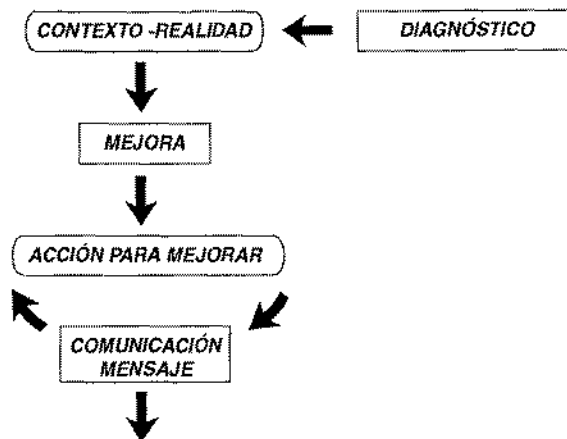 CONTEXTO -REALIDAD
DIAGNÓSTICO
MEJORA
ACCIÓN PARA MEJORAR
COMUNICACIÓN
MENSAJE